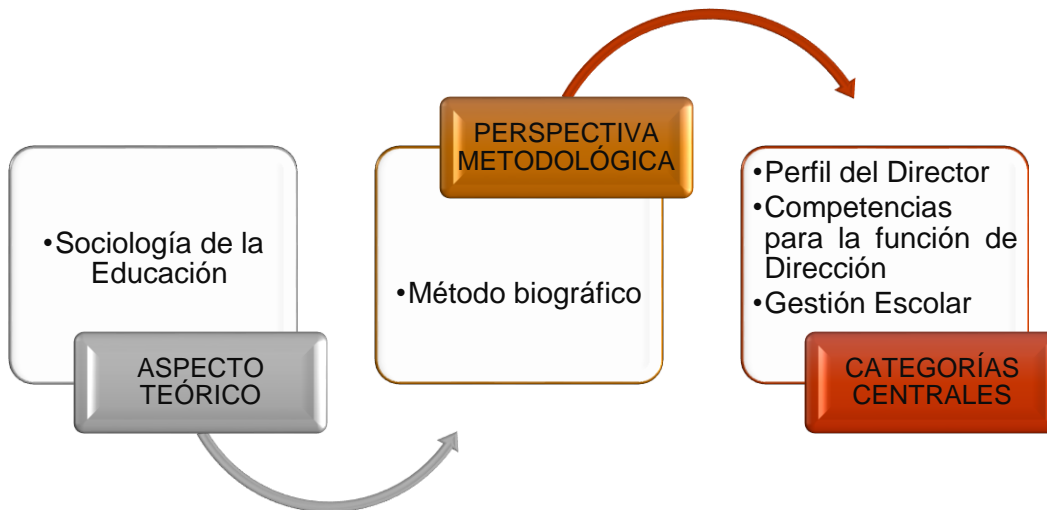 •Sociología de la
Educación
ASPECTO
TEÓRICO
PERSPECTIVA
METODOLÓGICA
•Método biográfico
•Perfil del Director
•Competencias
para la función de
Dirección
•Gestión Escolar
CATEGORÍAS
CENTRALES